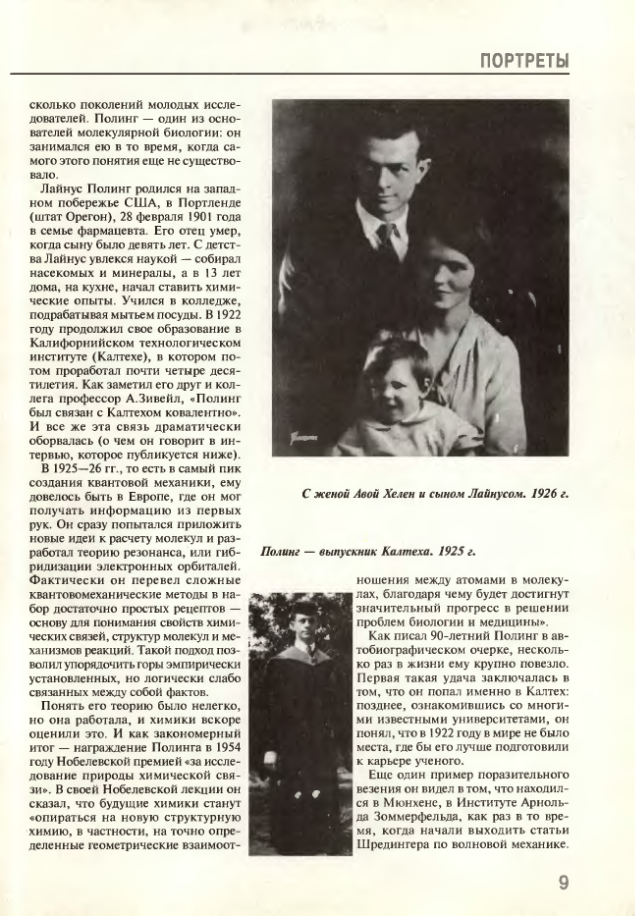 ПОРТРЕТЫ
сколько поколений молодых иссле-
дователей. Полинг — один из осно-
вателей молекулярной биологии: он
занимался ею в то время, когда са-
мого этого понятия еще не существо-
вало.
Лайнус Полинг родился на запад-
ном побережье США, в Портленде
(штат Орегон), 28 февраля 1901 года
в семье фармацевта. Его отец умер,
когда сыну было девять лет. С детст-
ва Лайнус увлекся наукой — собирал
насекомых и минералы, а в 13 лет
дома, на кухне, начал ставить хими-
ческие опыты. Учился в колледже,
подрабатывая мытьем посуды. В 1922
году продолжил свое образование в
Калифорнийском технологическом
институте (Калтехе), в котором по-
том проработал почти четыре деся-
тилетия. Как заметил его друг и кол-
лега профессор А.Зивейл, «Полинг
был связан с Калтехом ковалентно».
И все же эта связь драматически
оборвалась (о чем он говорит в ин-
тервью, которое публикуется ниже).
В 1925—26 гг., то есть в самый пик
создания квантовой механики, ему
довелось быть в Европе, где он мог
получать информацию из первых
рук. Он сразу попытался приложить
новые идеи к расчету молекул и раз-
работал теорию резонанса, или гиб-
ридизации электронных орбиталей.
Фактически он перевел сложные
квантовомеханические методы в на-
бор достаточно простых рецептов —
основу для понимания свойств хими-
ческих связей, структур молекул и ме-
ханизмов реакций. Такой подход поз-
волил упорядочить горы эмпирически
установленных, но логически слабо
связанных между собой фактов.
Понять его теорию было нелегко,
но она работала, и химики вскоре
оценили это. И как закономерный
итог — награждение Полинга в 1954
году Нобелевской премией «за иссле-
дование природы химической свя-
зи». В своей Нобелевской лекции он
сказал, что будущие химики станут
«опираться на новую структурную
химию, в частности, на точно опре-
деленные геометрические взаимоот-
С женой Авой Хелен и сыном Лайнусом. 1926 г.
Полинг — выпускник Калтеха. 1925 г.
ношения между атомами в молеку-
лах, благодаря чему будет достигнут
значительный прогресс в решении
проблем биологии и медицины».
Как писал 90-летний Полинг в ав-
тобиографическом очерке, несколь-
ко раз в жизни ему крупно повезло.
Первая такая удача заключалась в
том, что он попал именно в Калтех:
позднее, ознакомившись со многи-
ми известными университетами, он
понял, что в 1922 году в мире не было
места, где бы его лучше подготовили
к карьере ученого.
Еще один пример поразительного
везения он видел в том, что находил-
ся в Мюнхене, в Институте Арноль-
да Зоммерфельда, как раз в то вре-
мя, когда начали выходить статьи
Шредингера по волновой механике.
9